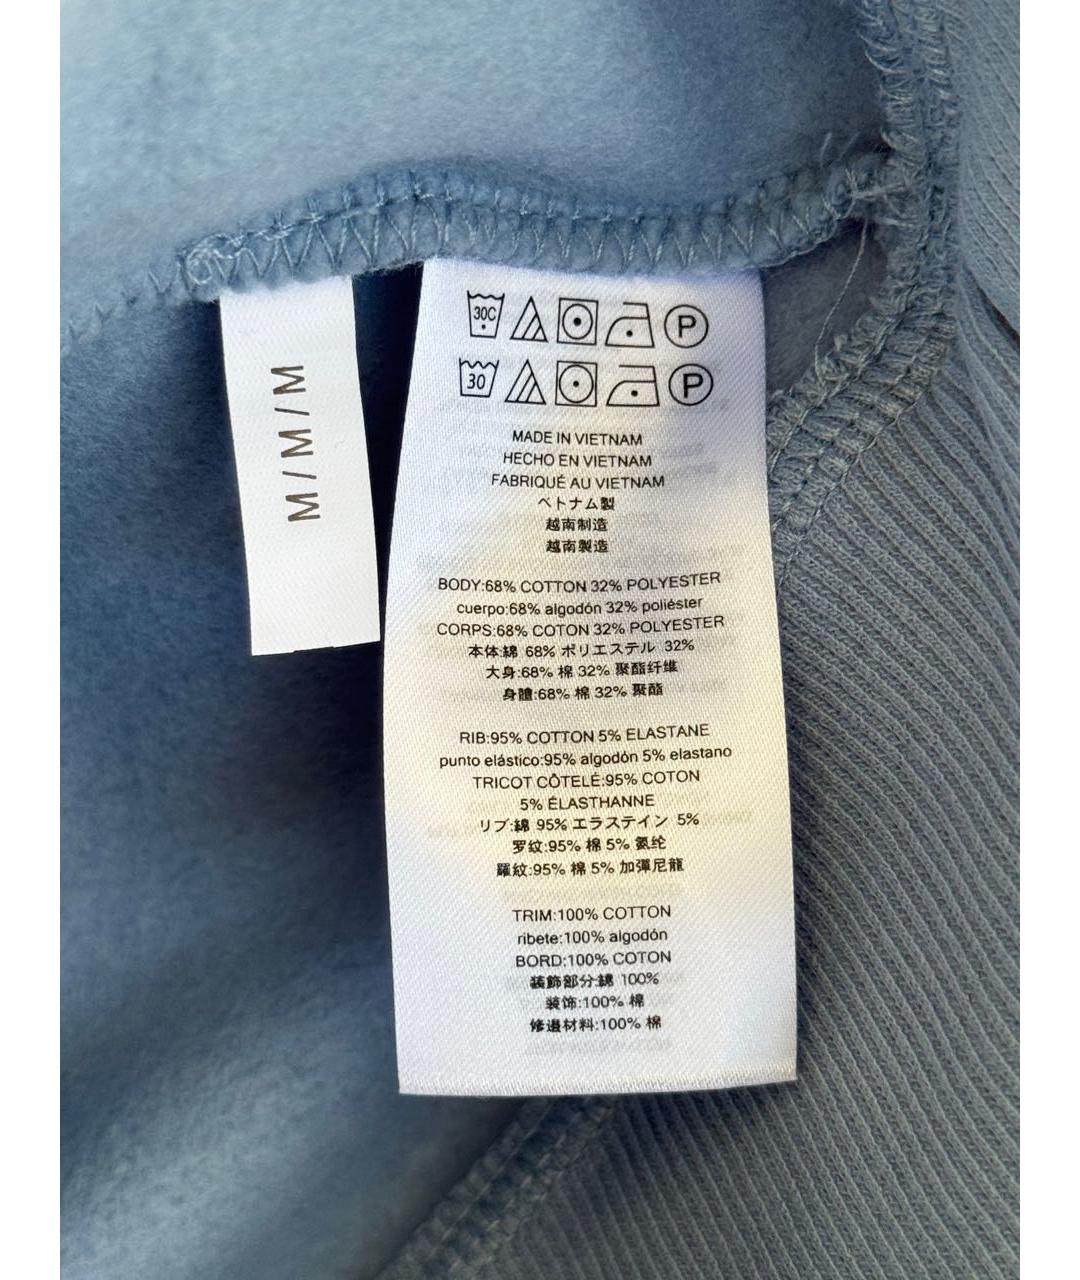 M / M / M
30C P
30 P
MADE IN VIETNAM
HECHO EN VIETNAM
FABRIQUÉ AU VIETNAM
ベトナム製
越南制造
越南製造
BODY:68% COTTON 32% POLYESTER
cuerpo:68% algodón 32% poliéster
CORPS:68% COTON 32% POLYESTER
本体:綿 68% ポリエステル 32%
大身:68% 棉 32% 聚酯纤维
身體:68% 棉 32% 聚酯
RIB:95% COTTON 5% ELASTANE
punto elástico:95% algodón 5% elastano
TRICOT CÔTELÉ:95% COTON
5% ÉLASTHANNE
リブ:綿 95% エラステイン 5%
罗纹:95% 棉 5% 氨纶
羅紋:95% 棉 5% 加彈尼龍
TRIM:100% COTTON
ribete:100% algodón
BORD:100% COTON
装飾部分:綿 100%
装饰:100% 棉
修邊材料:100% 棉